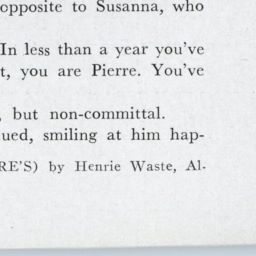 opposite to Susanna, who
In less than a year you've
t, you are Pierre. You've
, but non-committal.
ued, smiling at him hap-
RE'S) by Henrie Waste, Al-